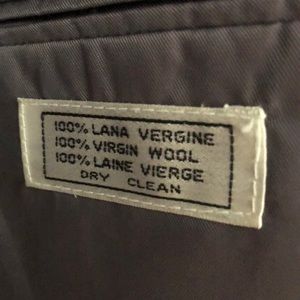 100% LANA VERGINE
100% VIRGIN WOOL
100% LAINE VIERGE
DRY CLEAN